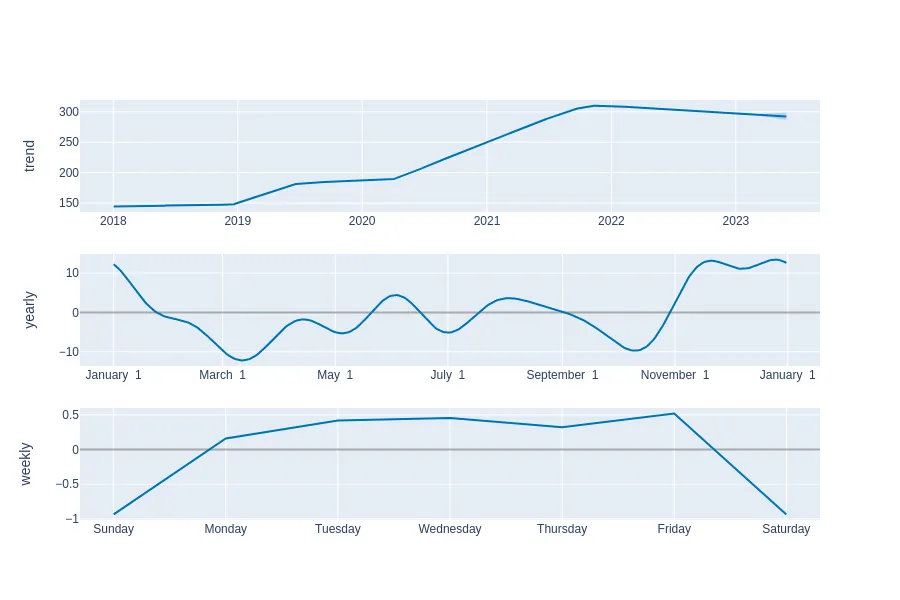 trend
300
250
200
150
2018 2019 2020 2021 2022 2023
yearly
10
0
−10
January 1 March 1 May 1 July 1 September 1 November 1 January 1
weekly
0.5
0
−0.5
−1
Sunday Monday Tuesday Wednesday Thursday Friday Saturday